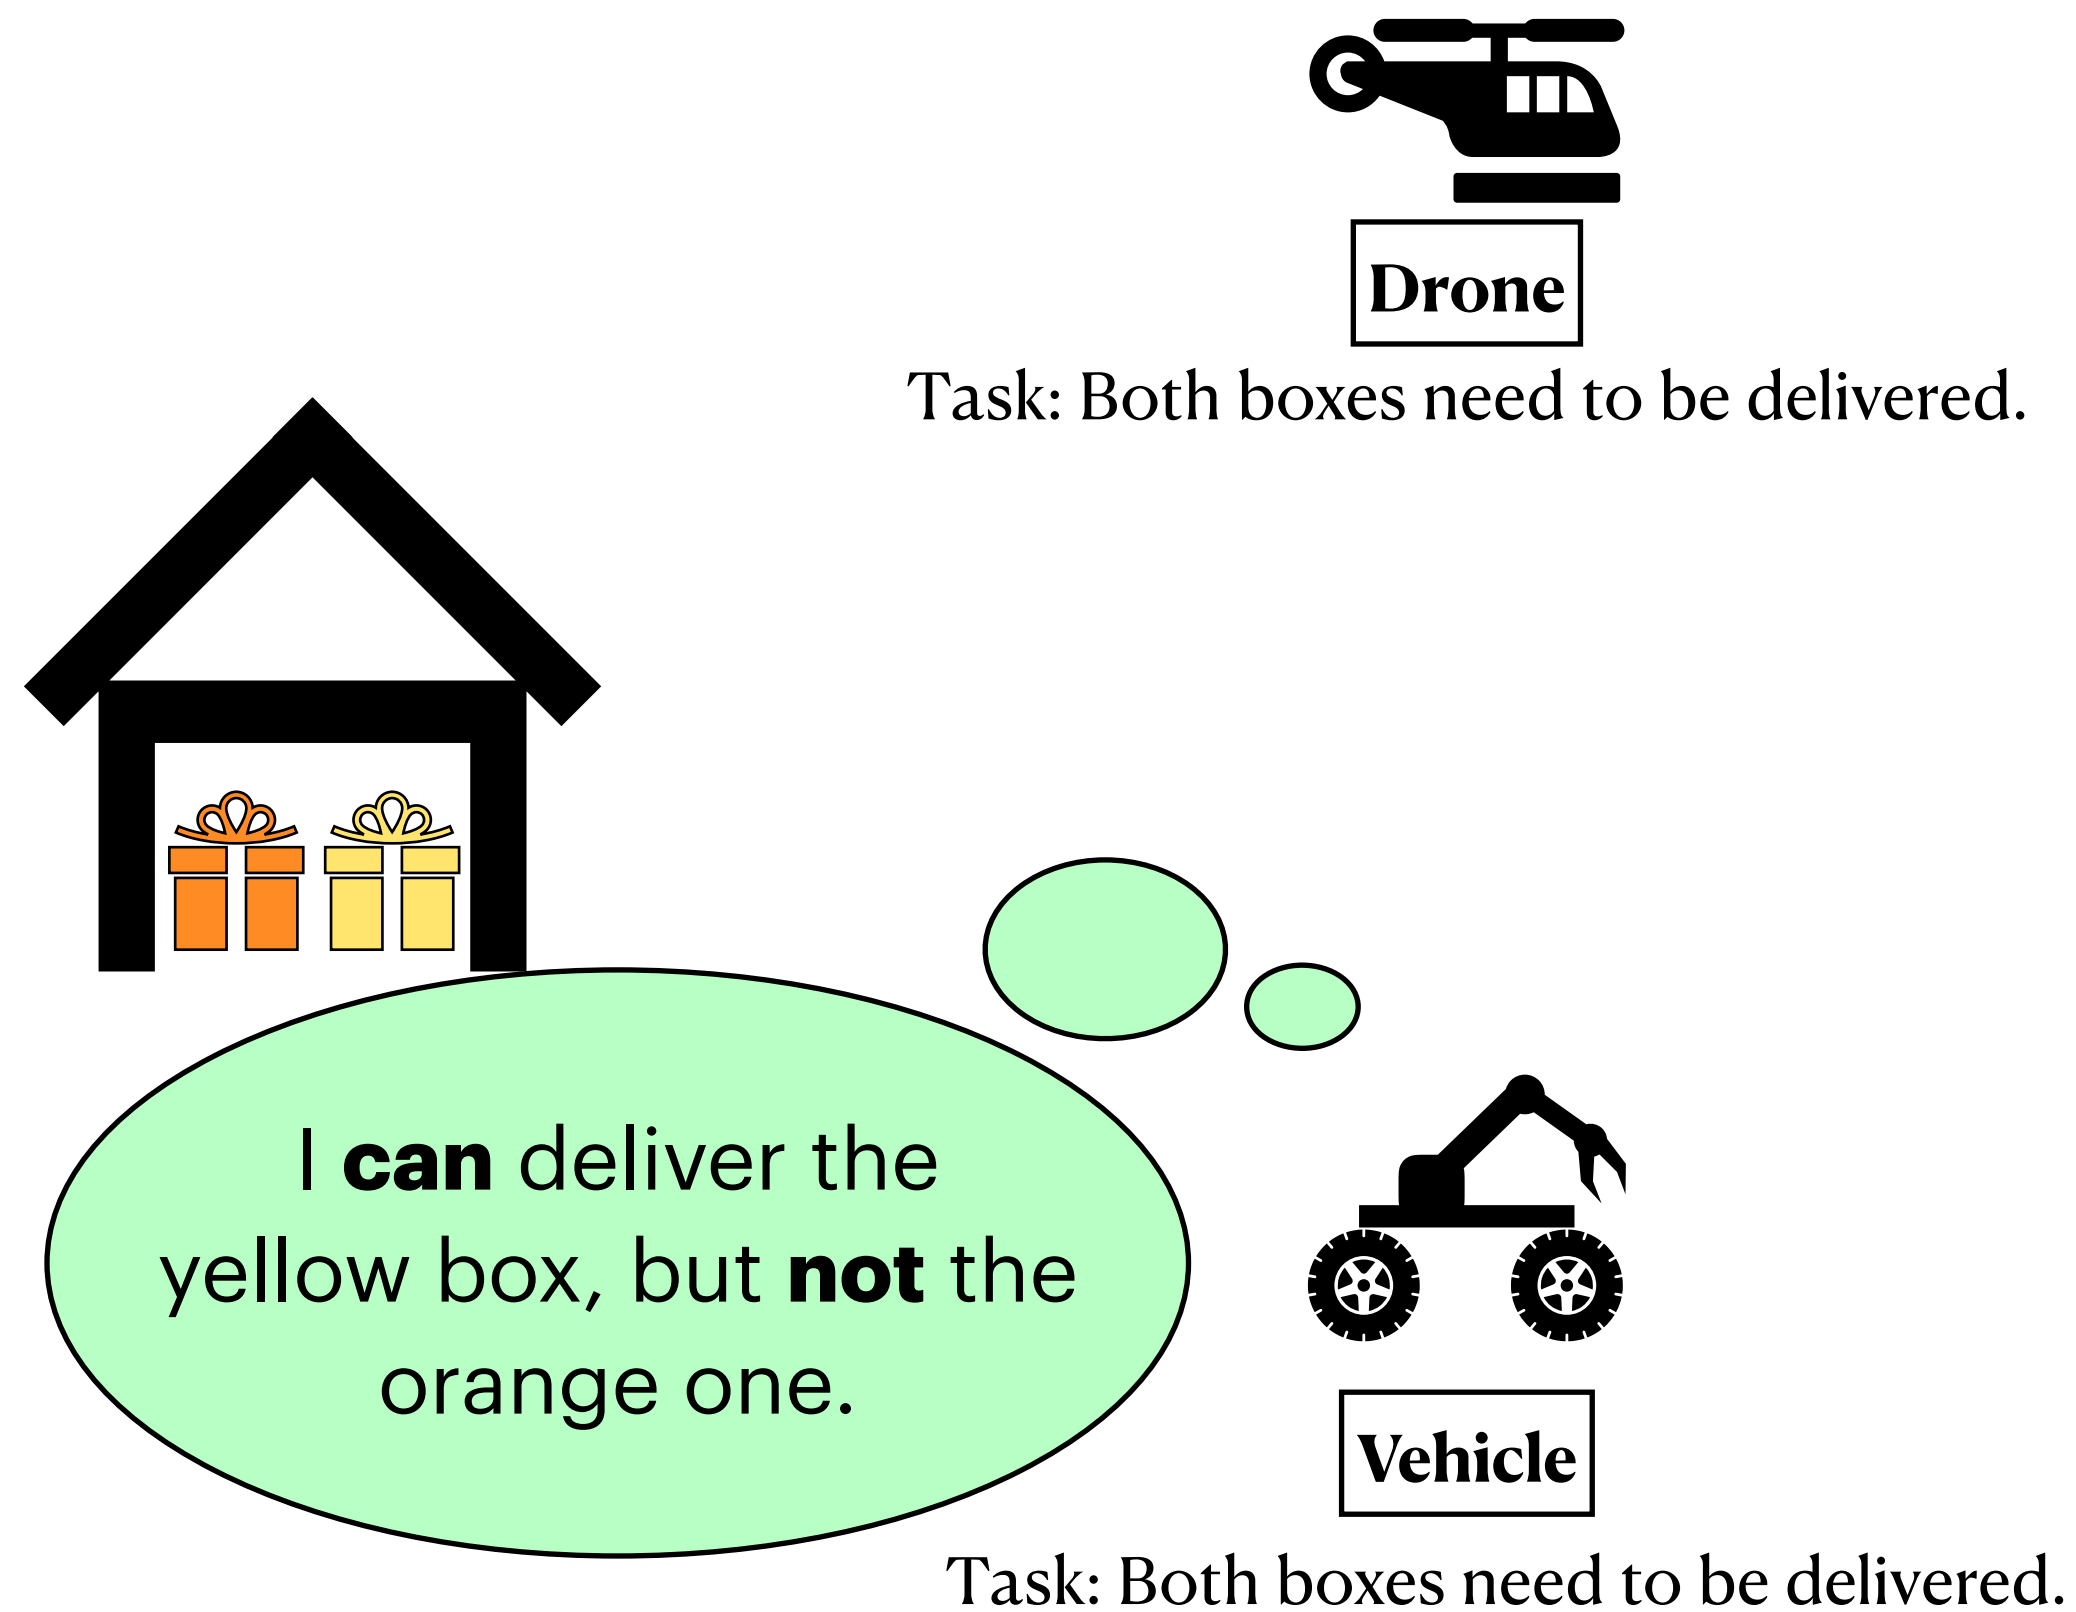 Drone
Task: Both boxes need to be delivered.
I can deliver the
yellow box, but not the
orange one.
Vehicle
Task: Both boxes need to be delivered.